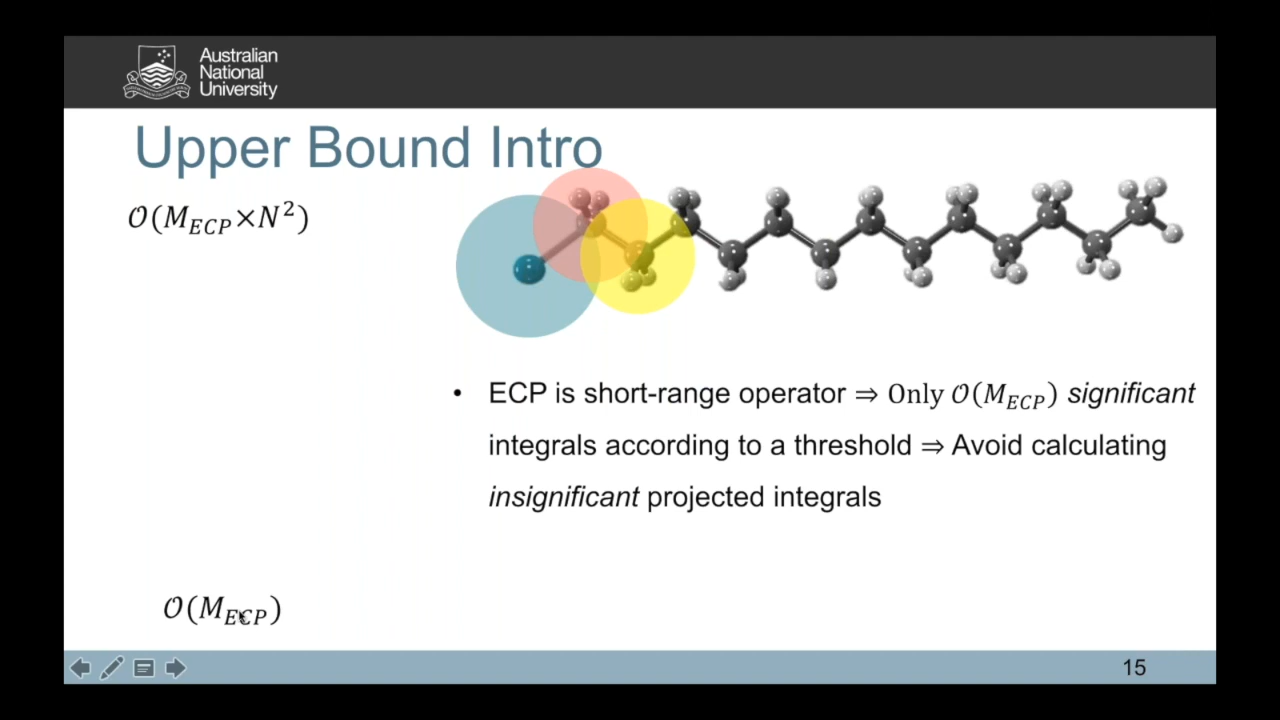 Australian
National
University
Upper Bound Intro
𝒪(M_ECP×N²)
• ECP is short-range operator ⇒ Only 𝒪(M_ECP) significant
integrals according to a threshold ⇒ Avoid calculating
insignificant projected integrals
𝒪(M_ECP)
15